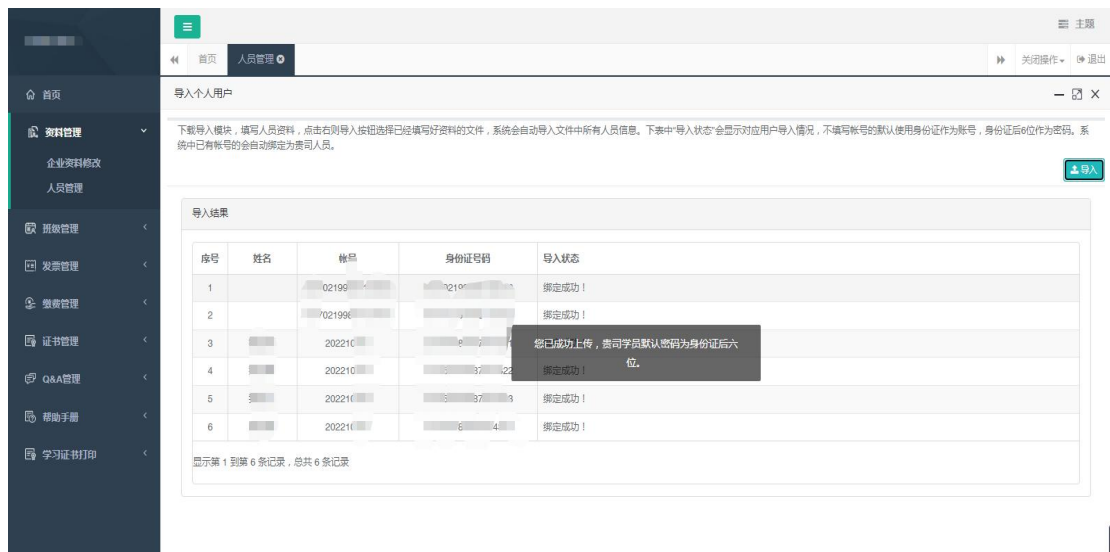 主题
首页
人员管理
关闭操作
退出
首页
资料管理
企业资料修改
人员管理
班级管理
发票管理
缴费管理
证书管理
Q&A管理
帮助手册
学习证书打印
导入个人用户
下载导入模块，填写人员资料，点击右则导入按钮选择已经填写好资料的文件，系统会自动导入文件中所有人员信息。下表中“导入状态”会显示对应用户导入情况，不填写帐号的默认使用身份证作为账号，身份证后6位作为密码。系
统中已有帐号的会自动绑定为贵司人员。
导入
导入结果
序号 姓名 帐号 身份证号码 导入状态
1 绑定成功！
2 绑定成功！
3 202210
4 202210 绑定成功！
5 20221 绑定成功！
6 20221 绑定成功！
您已成功上传，贵司学员默认密码为身份证后六
位。
显示第 1 到第 6 条记录，总共 6 条记录